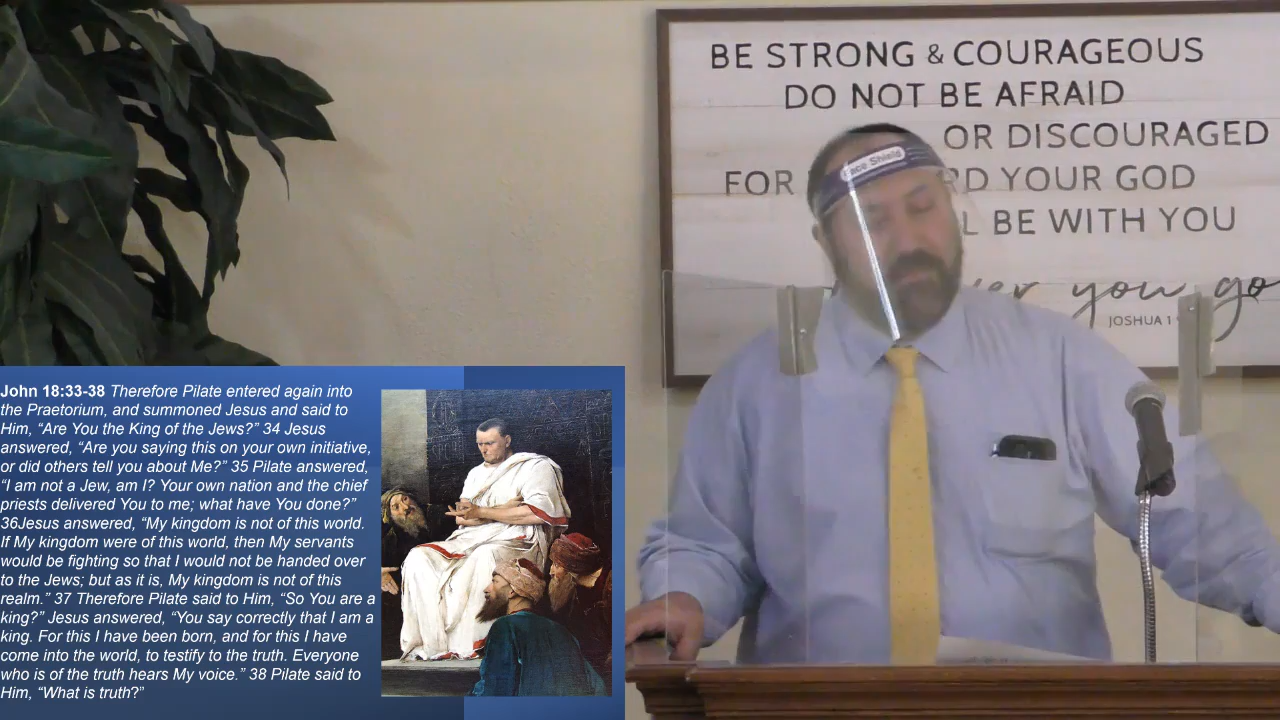 BE STRONG & COURAGEOUS
DO NOT BE AFRAID
OR DISCOURAGED
FOR RD YOUR GOD
L BE WITH YOU
ver you go
JOSHUA 1
ace Shield
John 18:33-38 Therefore Pilate entered again into
the Praetorium, and summoned Jesus and said to
Him, “Are You the King of the Jews?” 34 Jesus
answered, “Are you saying this on your own initiative,
or did others tell you about Me?” 35 Pilate answered,
“I am not a Jew, am I? Your own nation and the chief
priests delivered You to me; what have You done?”
36Jesus answered, “My kingdom is not of this world.
If My kingdom were of this world, then My servants
would be fighting so that I would not be handed over
to the Jews; but as it is, My kingdom is not of this
realm.” 37 Therefore Pilate said to Him, “So You are a
king?” Jesus answered, “You say correctly that I am a
king. For this I have been born, and for this I have
come into the world, to testify to the truth. Everyone
who is of the truth hears My voice.” 38 Pilate said to
Him, “What is truth?”